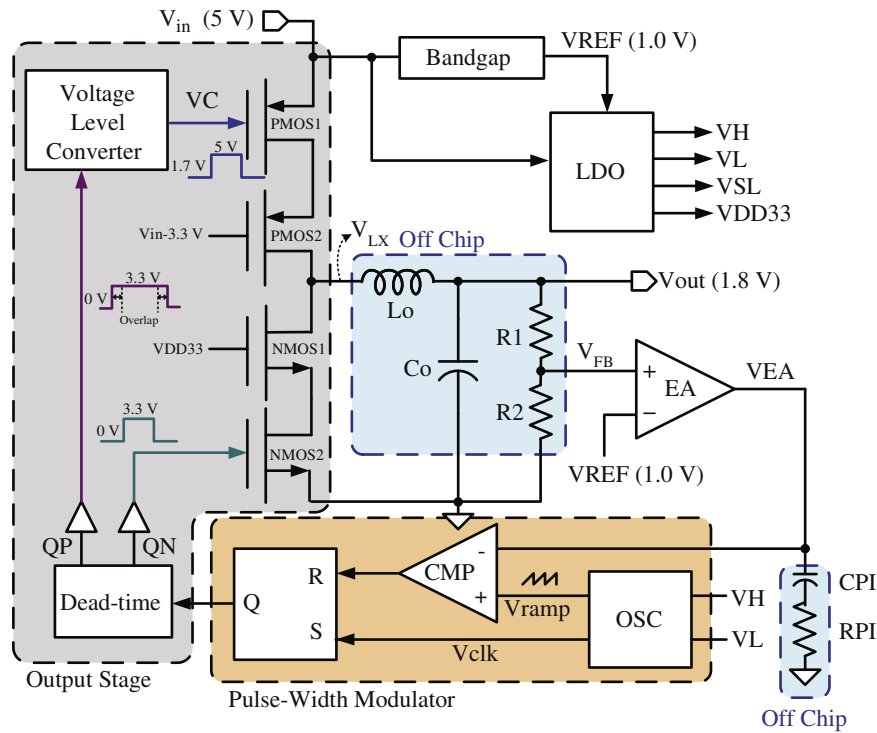 Vin (5 V)
VREF (1.0 V)
Bandgap
Voltage
Level
Converter
VC
PMOS1
5 V
1.7 V
LDO
VH
VL
VSL
VDD33
Vin-3.3 V
PMOS2
VLX
Off Chip
3.3 V
0 V
Overlap
Lo
Vout (1.8 V)
R1
VDD33
NMOS1
Co
VFB
+
EA
−
VEA
R2
3.3 V
0 V
NMOS2
VREF (1.0 V)
QP
QN
Dead-time
Q
R
S
CMP
-
+
Vramp
Vclk
OSC
VH
VL
CPI
RPI
Output Stage
Pulse-Width Modulator
Off Chip